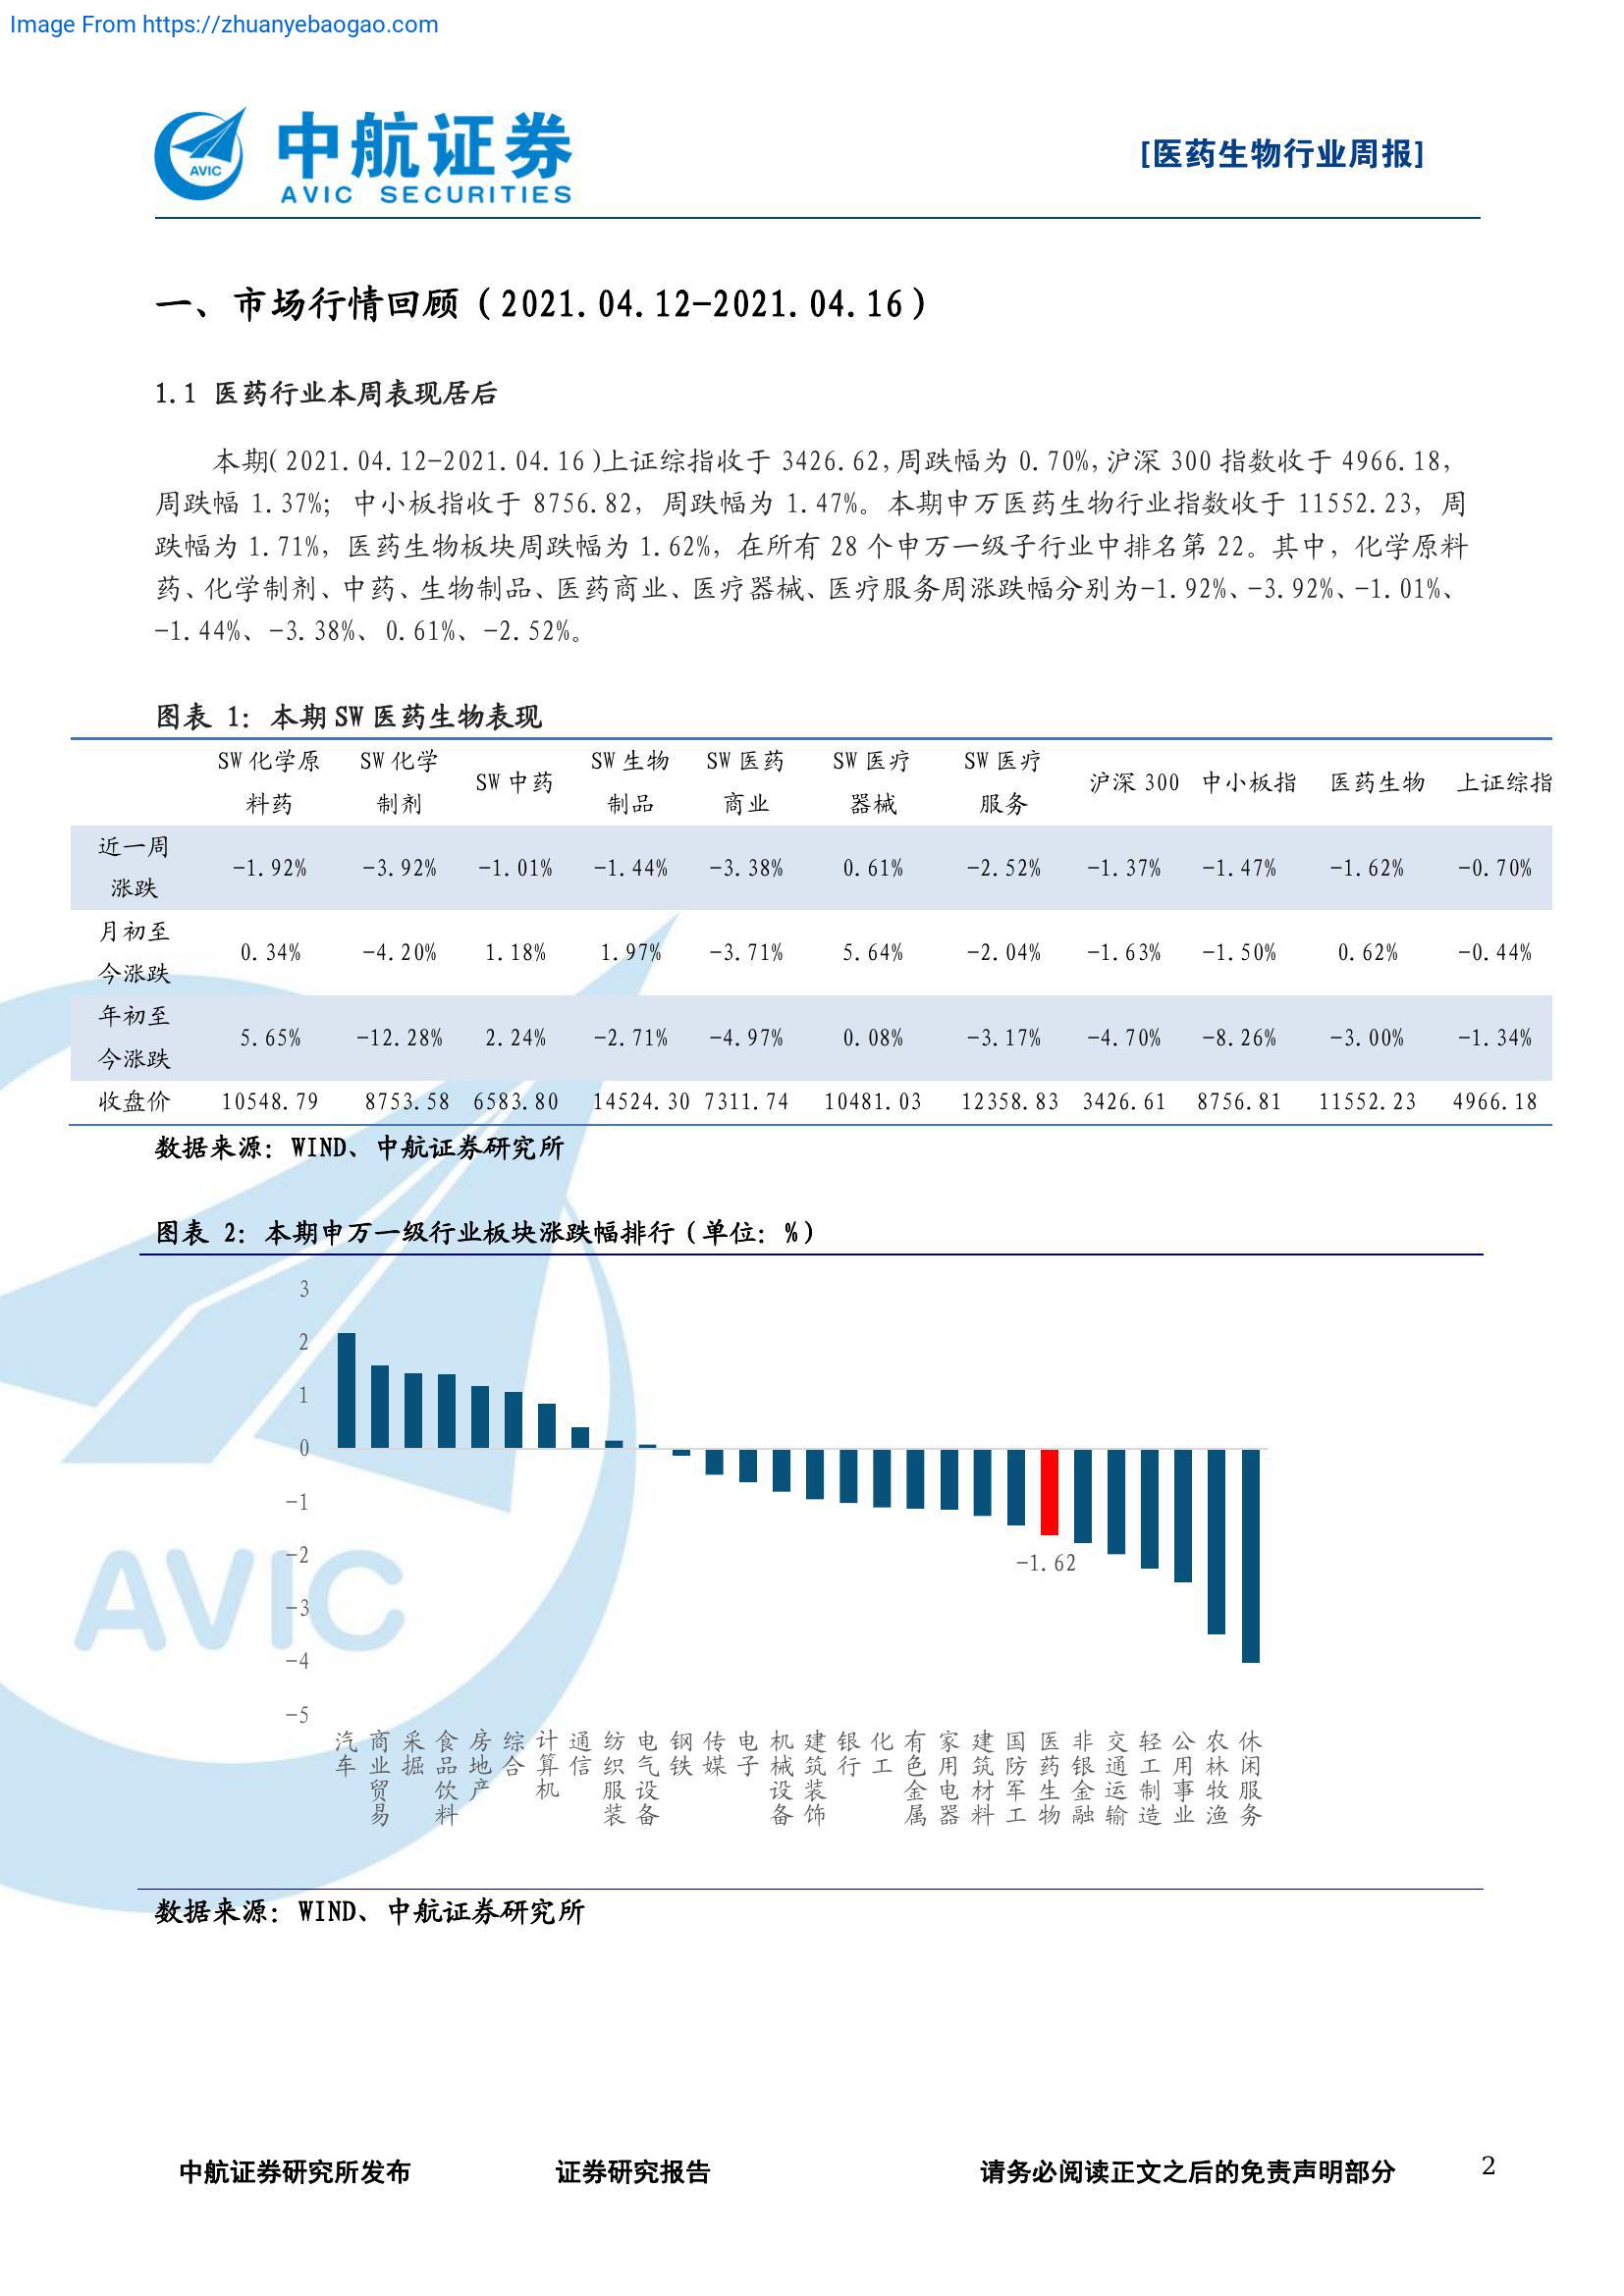 Image From https://zhuanyebaogao.com
AVIC
中航证券
AVIC SECURITIES
[医药生物行业周报]
一、市场行情回顾（2021.04.12-2021.04.16）
1.1 医药行业本周表现居后
本期(2021.04.12-2021.04.16)上证综指收于 3426.62,周跌幅为 0.70%,沪深 300 指数收于 4966.18,
周跌幅 1.37%; 中小板指收于 8756.82, 周跌幅为 1.47%。本期申万医药生物行业指数收于 11552.23, 周
跌幅为 1.71%, 医药生物板块周跌幅为 1.62%, 在所有 28 个申万一级子行业中排名第 22。其中, 化学原料
药、化学制剂、中药、生物制品、医药商业、医疗器械、医疗服务周涨跌幅分别为-1.92%、-3.92%、-1.01%、
-1.44%、-3.38%、0.61%、-2.52%。
图表 1: 本期 SW 医药生物表现
SW 化学原料药 SW 化学制剂 SW 中药 SW 生物制品 SW 医药商业 SW 医疗器械 SW 医疗服务 沪深 300 中小板指 医药生物 上证综指
近一周涨跌 -1.92% -3.92% -1.01% -1.44% -3.38% 0.61% -2.52% -1.37% -1.47% -1.62% -0.70%
月初至今涨跌 0.34% -4.20% 1.18% 1.97% -3.71% 5.64% -2.04% -1.63% -1.50% 0.62% -0.44%
年初至今涨跌 5.65% -12.28% 2.24% -2.71% -4.97% 0.08% -3.17% -4.70% -8.26% -3.00% -1.34%
收盘价 10548.79 8753.58 6583.80 14524.30 7311.74 10481.03 12358.83 3426.61 8756.81 11552.23 4966.18
数据来源: WIND、中航证券研究所
图表 2: 本期申万一级行业板块涨跌幅排行（单位: %）
3
2
1
0
-1
-2
-3
-4
-5
-1.62
汽车 商业贸易 采掘 食品饮料 房地产 综合 计算机 通信 纺织服装 电气设备 钢铁 传媒 电子 机械设备 建筑装饰 银行 化工 有色金属 家用电器 建筑材料 国防军工 医药生物 非银金融 交通运输 轻工制造 公用事业 农林牧渔 休闲服务
AVIC
数据来源: WIND、中航证券研究所
中航证券研究所发布 证券研究报告 请务必阅读正文之后的免责声明部分 2